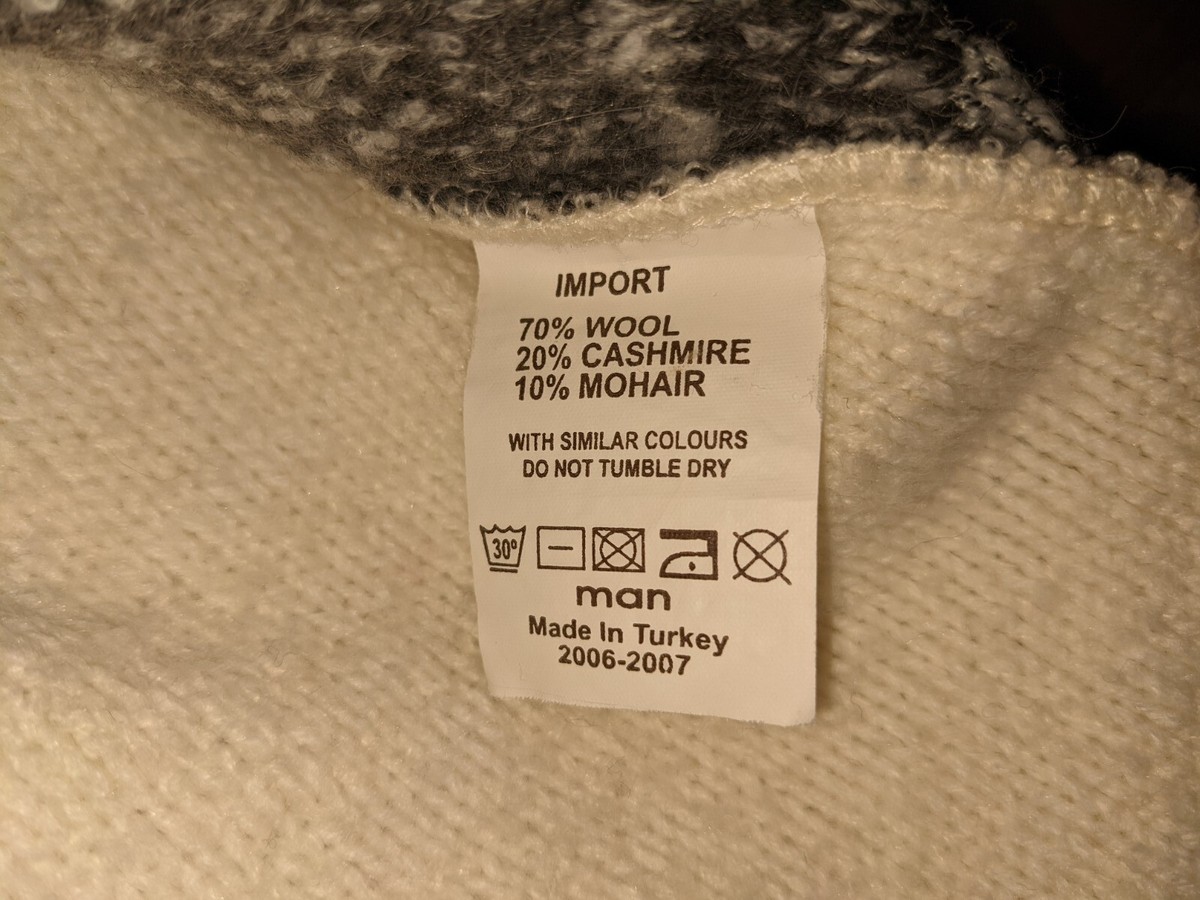 IMPORT
70% WOOL
20% CASHMIRE
10% MOHAIR
WITH SIMILAR COLOURS
DO NOT TUMBLE DRY
30º
man
Made In Turkey
2006-2007